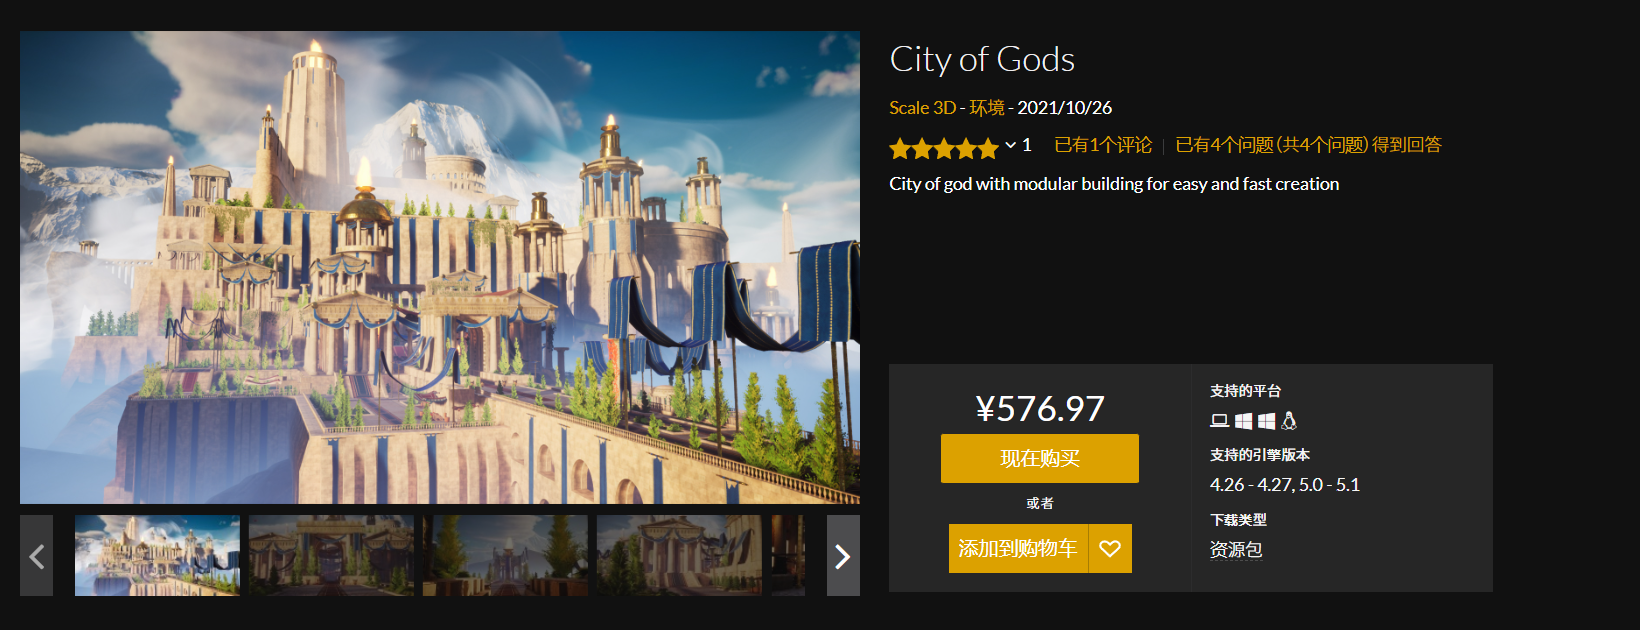 City of Gods
Scale 3D - 环境 - 2021/10/26
1 已有1个评论 已有4个问题 (共4个问题) 得到回答
City of god with modular building for easy and fast creation
¥576.97
现在购买
或者
添加到购物车
支持的平台
支持的引擎版本
4.26 - 4.27, 5.0 - 5.1
下载类型
资源包